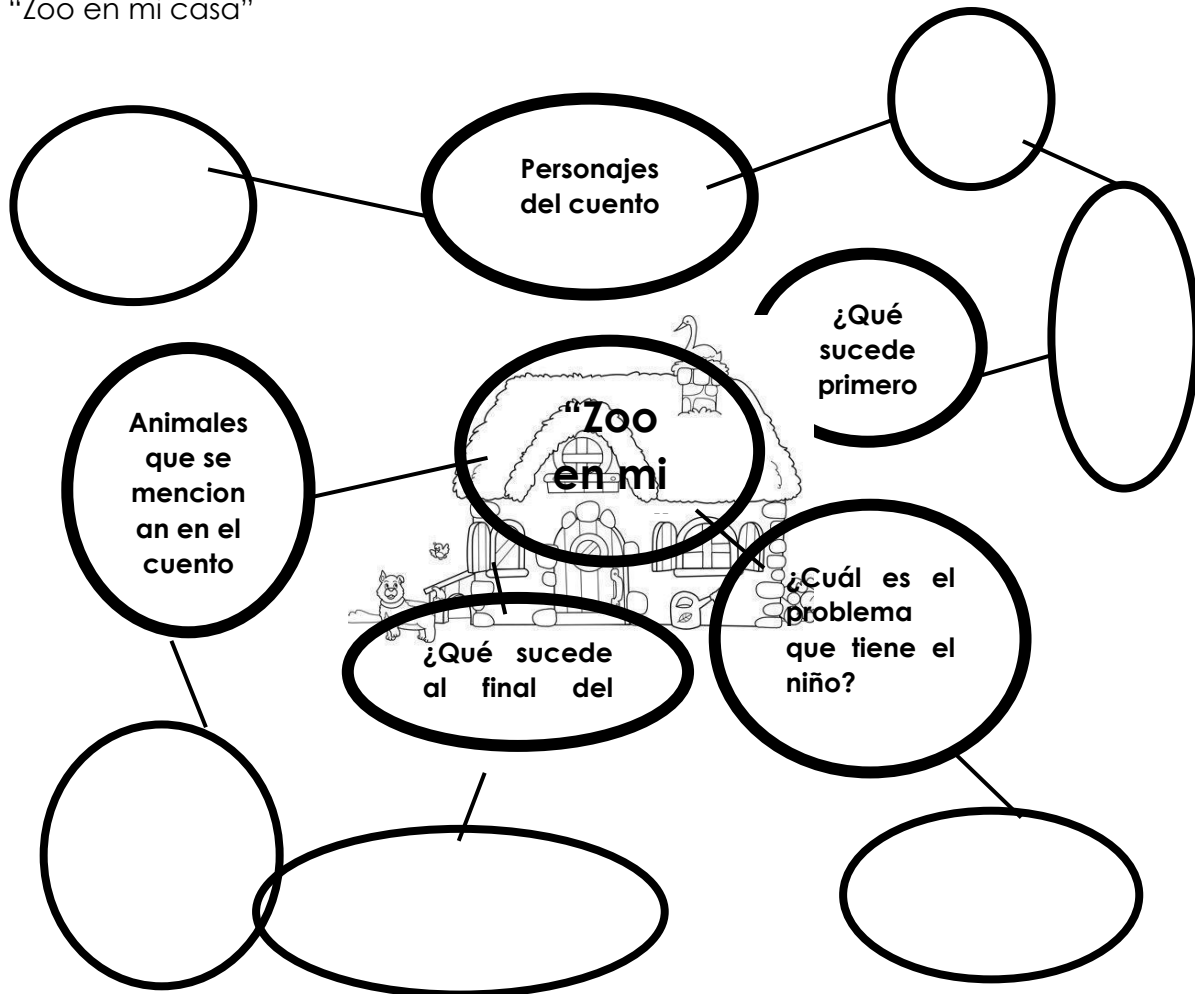 “Zoo en mi casa”
Personajes
del cuento
¿Qué
sucede
primero
“Zoo
en mi
Animales
que se
mencion
an en el
cuento
¿Cuál es el
problema
que tiene el
niño?
¿Qué sucede
al final del